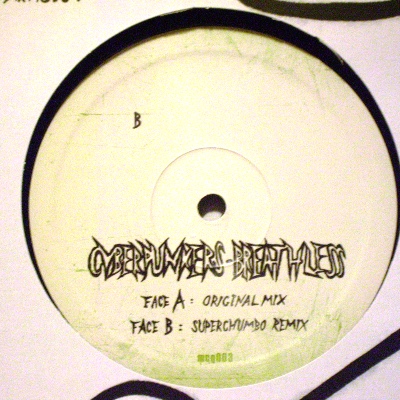 B
CYBERPUNKERS-BREATHLESS
FACE A : ORIGINAL MIX
FACE B : SUPERCHUMBO REMIX